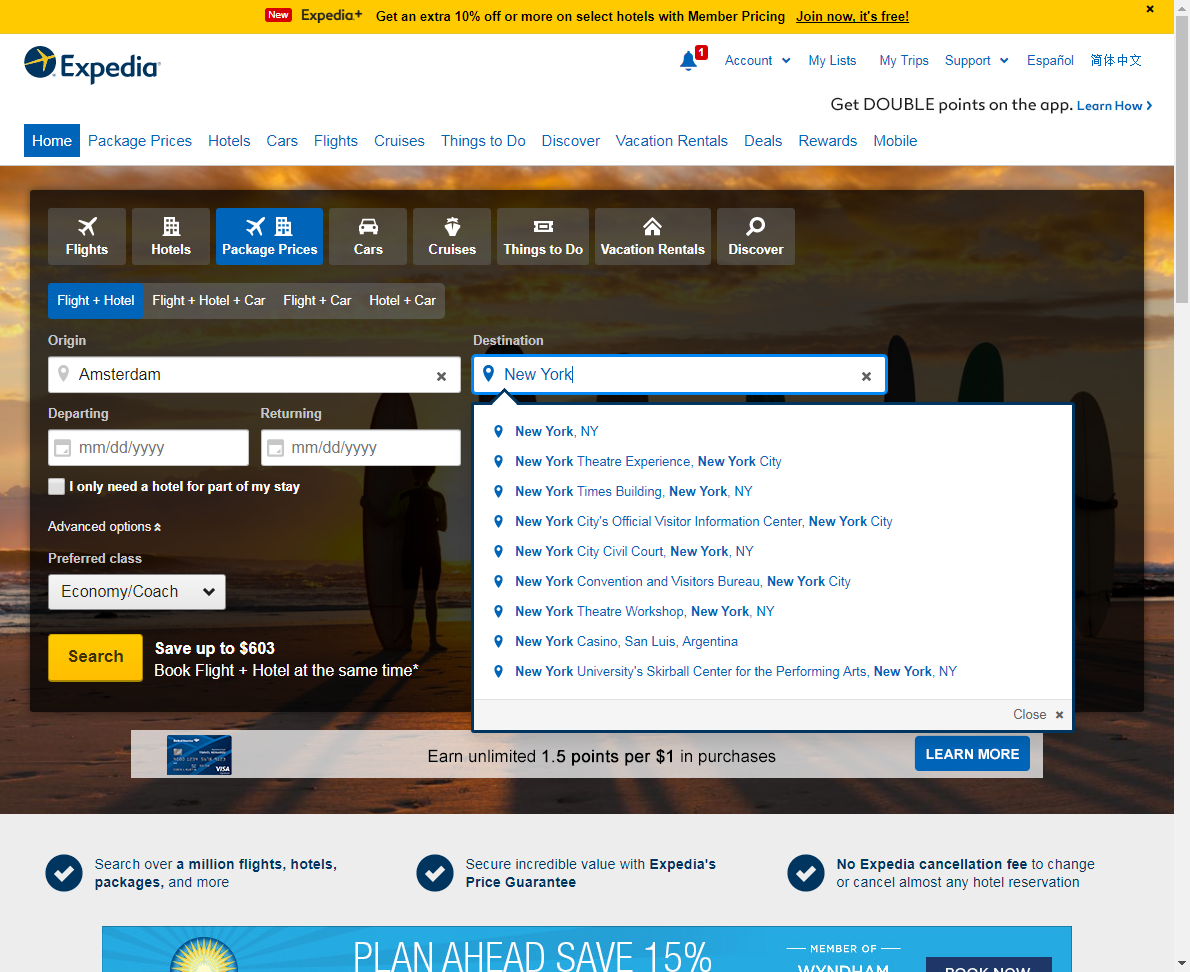 New Expedia+ Get an extra 10% off or more on select hotels with Member Pricing Join now, it's free!
Expedia
1
Account My Lists My Trips Support Español 简体中文
Get DOUBLE points on the app. Learn How
Home Package Prices Hotels Cars Flights Cruises Things to Do Discover Vacation Rentals Deals Rewards Mobile
Flights Hotels Package Prices Cars Cruises Things to Do Vacation Rentals Discover
Flight + Hotel Flight + Hotel + Car Flight + Car Hotel + Car
Origin
Amsterdam
Destination
New York
Departing
mm/dd/yyyy
Returning
mm/dd/yyyy
I only need a hotel for part of my stay
Advanced options
Preferred class
Economy/Coach
Search
Save up to $603
Book Flight + Hotel at the same time*
New York, NY
New York Theatre Experience, New York City
New York Times Building, New York, NY
New York City's Official Visitor Information Center, New York City
New York City Civil Court, New York, NY
New York Convention and Visitors Bureau, New York City
New York Theatre Workshop, New York, NY
New York Casino, San Luis, Argentina
New York University's Skirball Center for the Performing Arts, New York, NY
Close
VISA
Earn unlimited 1.5 points per $1 in purchases
LEARN MORE
Search over a million flights, hotels,
packages, and more
Secure incredible value with Expedia's
Price Guarantee
No Expedia cancellation fee to change
or cancel almost any hotel reservation
PLAN AHEAD SAVE 15%
MEMBER OF
WYNDHAM
BOOK NOW